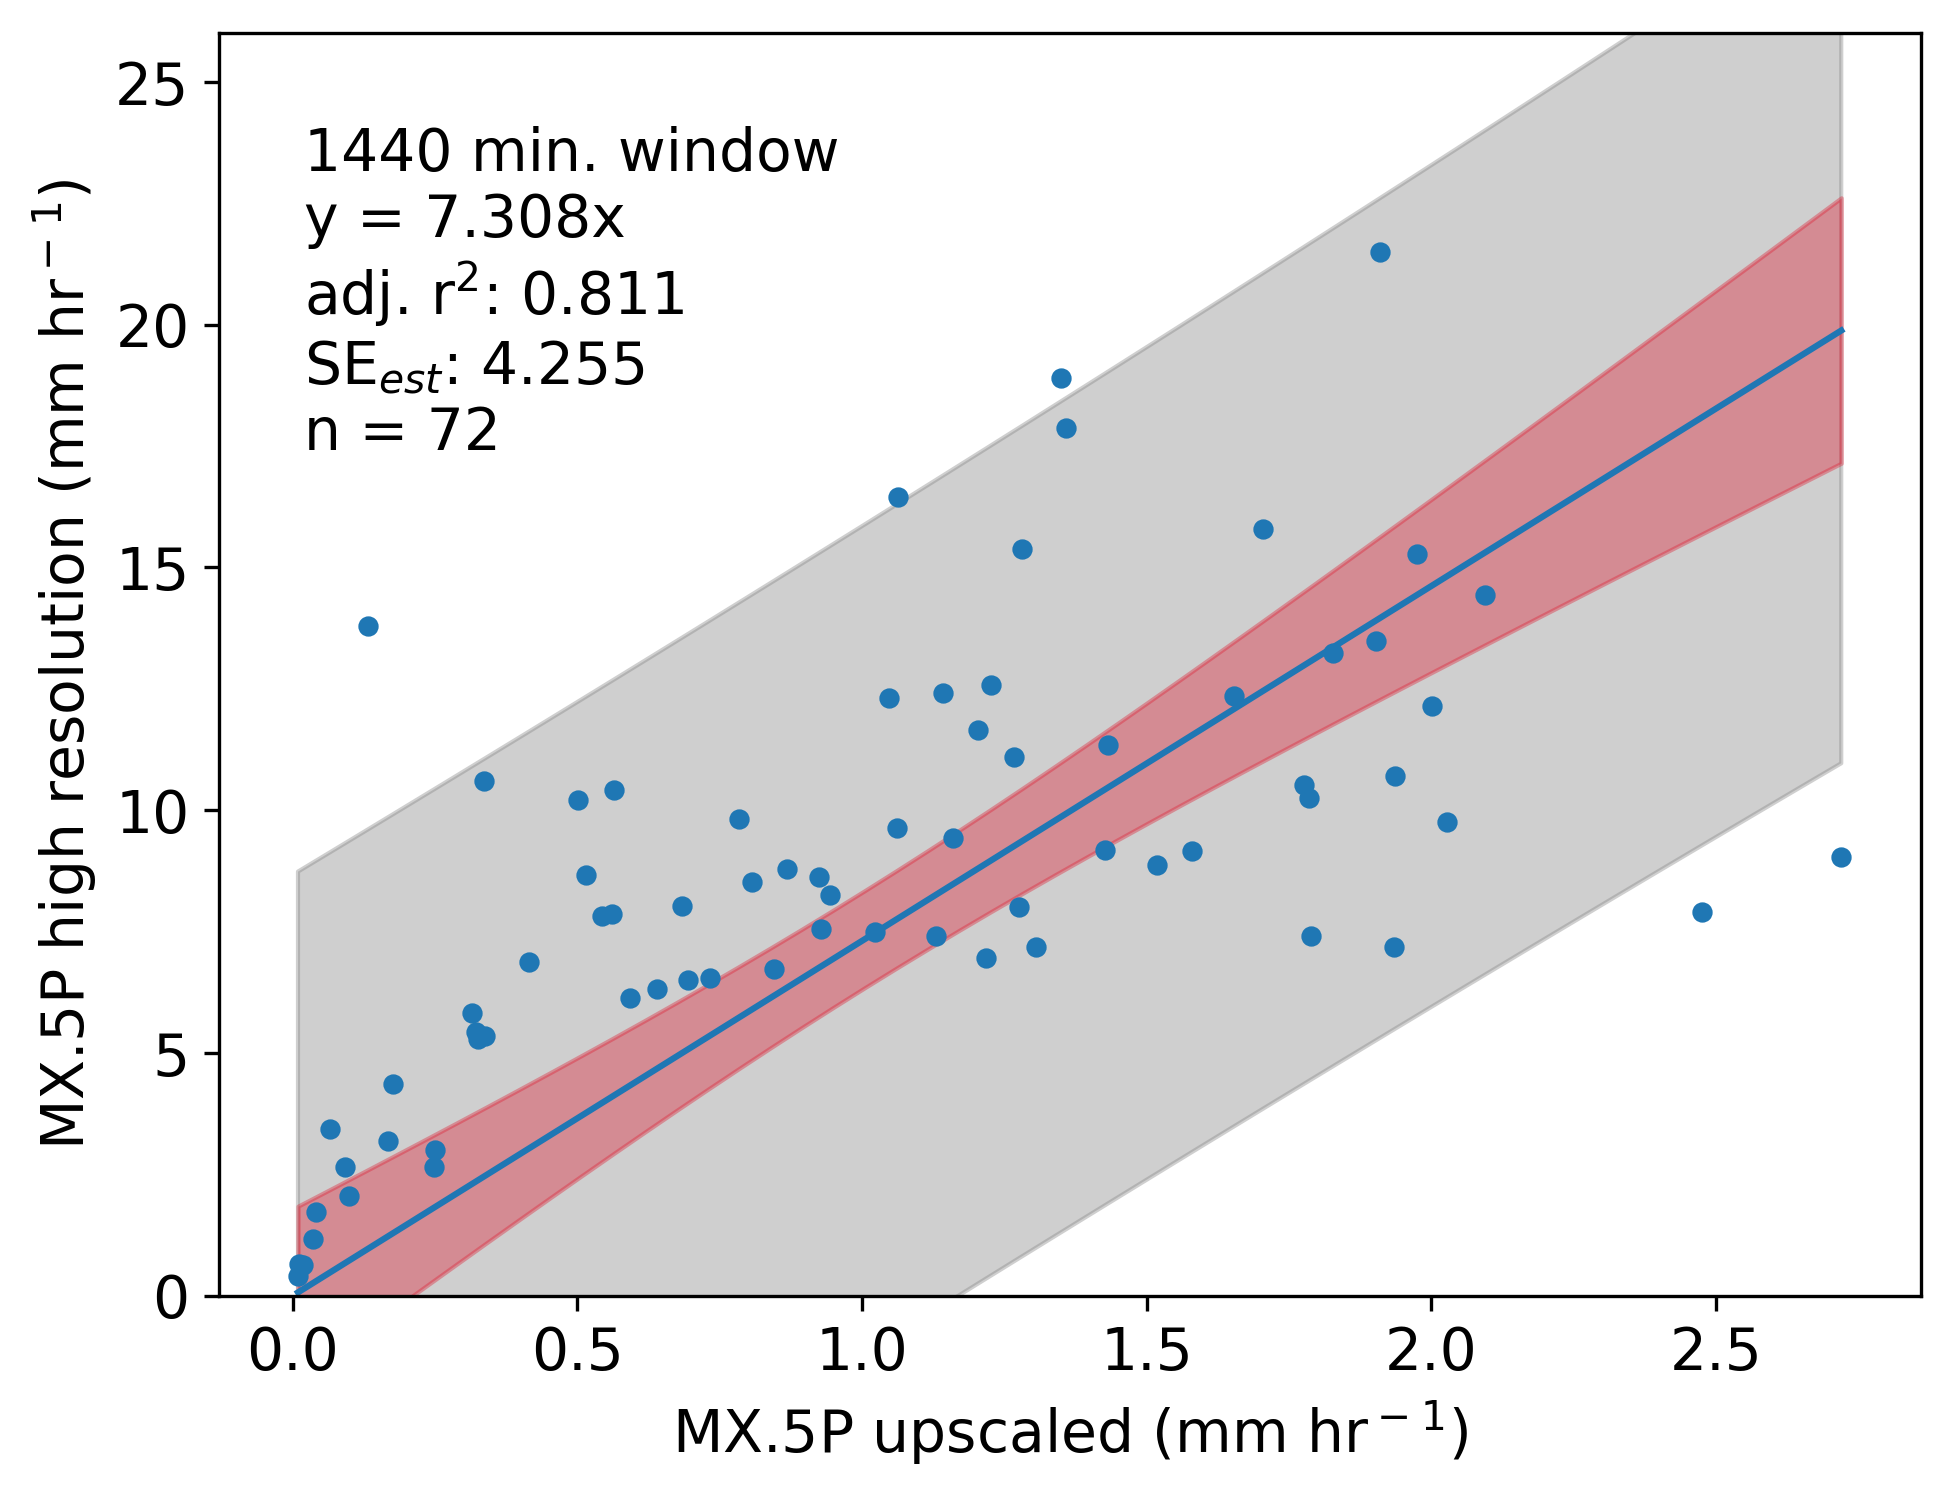 1440 min. window
y = 7.308x
adj. r²: 0.811
SEₑₛₜ: 4.255
n = 72
MX.5P high resolution (mm hr⁻¹)
25
20
15
10
5
0
0.0 0.5 1.0 1.5 2.0 2.5
MX.5P upscaled (mm hr⁻¹)